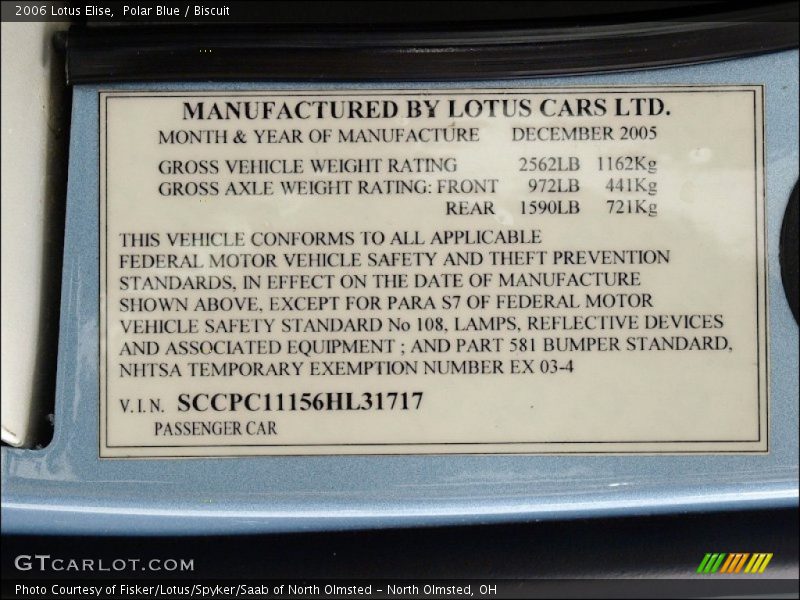 2006 Lotus Elise, Polar Blue / Biscuit
MANUFACTURED BY LOTUS CARS LTD.
MONTH & YEAR OF MANUFACTURE DECEMBER 2005
GROSS VEHICLE WEIGHT RATING 2562LB 1162Kg
GROSS AXLE WEIGHT RATING: FRONT 972LB 441Kg
REAR 1590LB 721Kg
THIS VEHICLE CONFORMS TO ALL APPLICABLE
FEDERAL MOTOR VEHICLE SAFETY AND THEFT PREVENTION
STANDARDS, IN EFFECT ON THE DATE OF MANUFACTURE
SHOWN ABOVE, EXCEPT FOR PARA S7 OF FEDERAL MOTOR
VEHICLE SAFETY STANDARD No 108, LAMPS, REFLECTIVE DEVICES
AND ASSOCIATED EQUIPMENT ; AND PART 581 BUMPER STANDARD,
NHTSA TEMPORARY EXEMPTION NUMBER EX 03-4
V.I.N. SCCPC11156HL31717
PASSENGER CAR
GTCARLOT.COM
Photo Courtesy of Fisker/Lotus/Spyker/Saab of North Olmsted - North Olmsted, OH